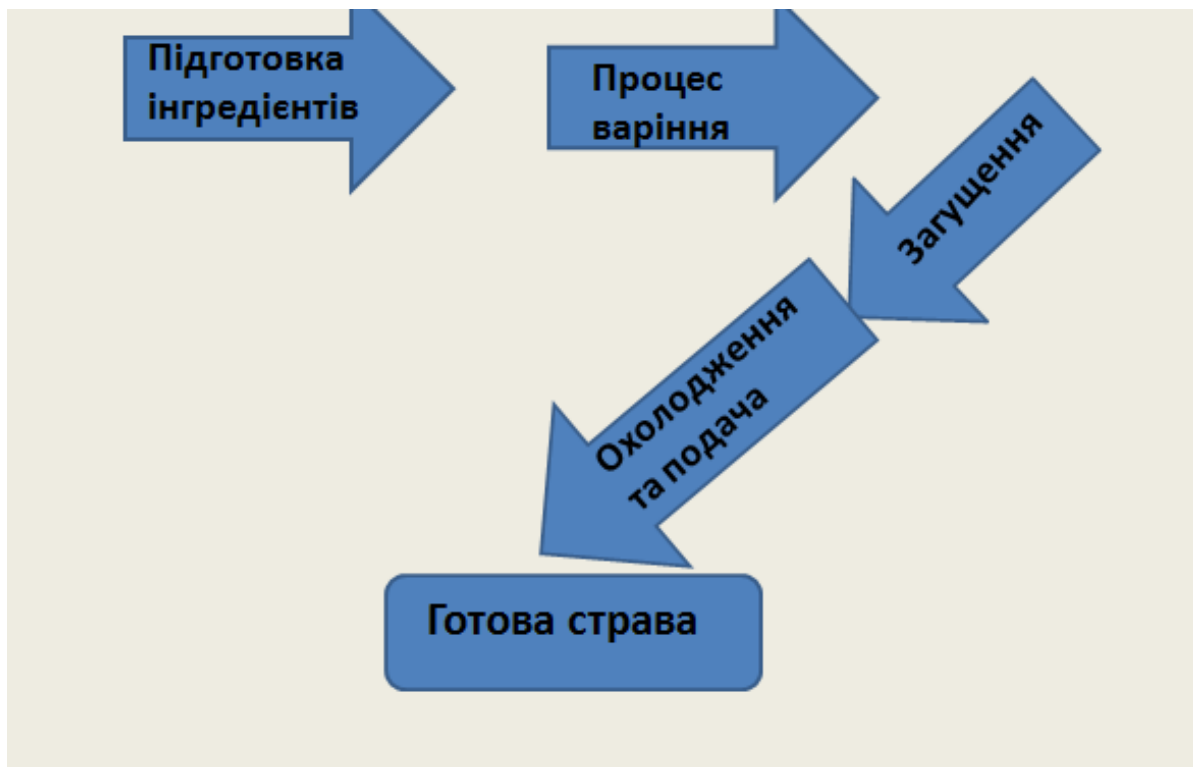 Підготовка
інгредієнтів
Процес
варіння
Загущення
Охолодження
та подача
Готова страва